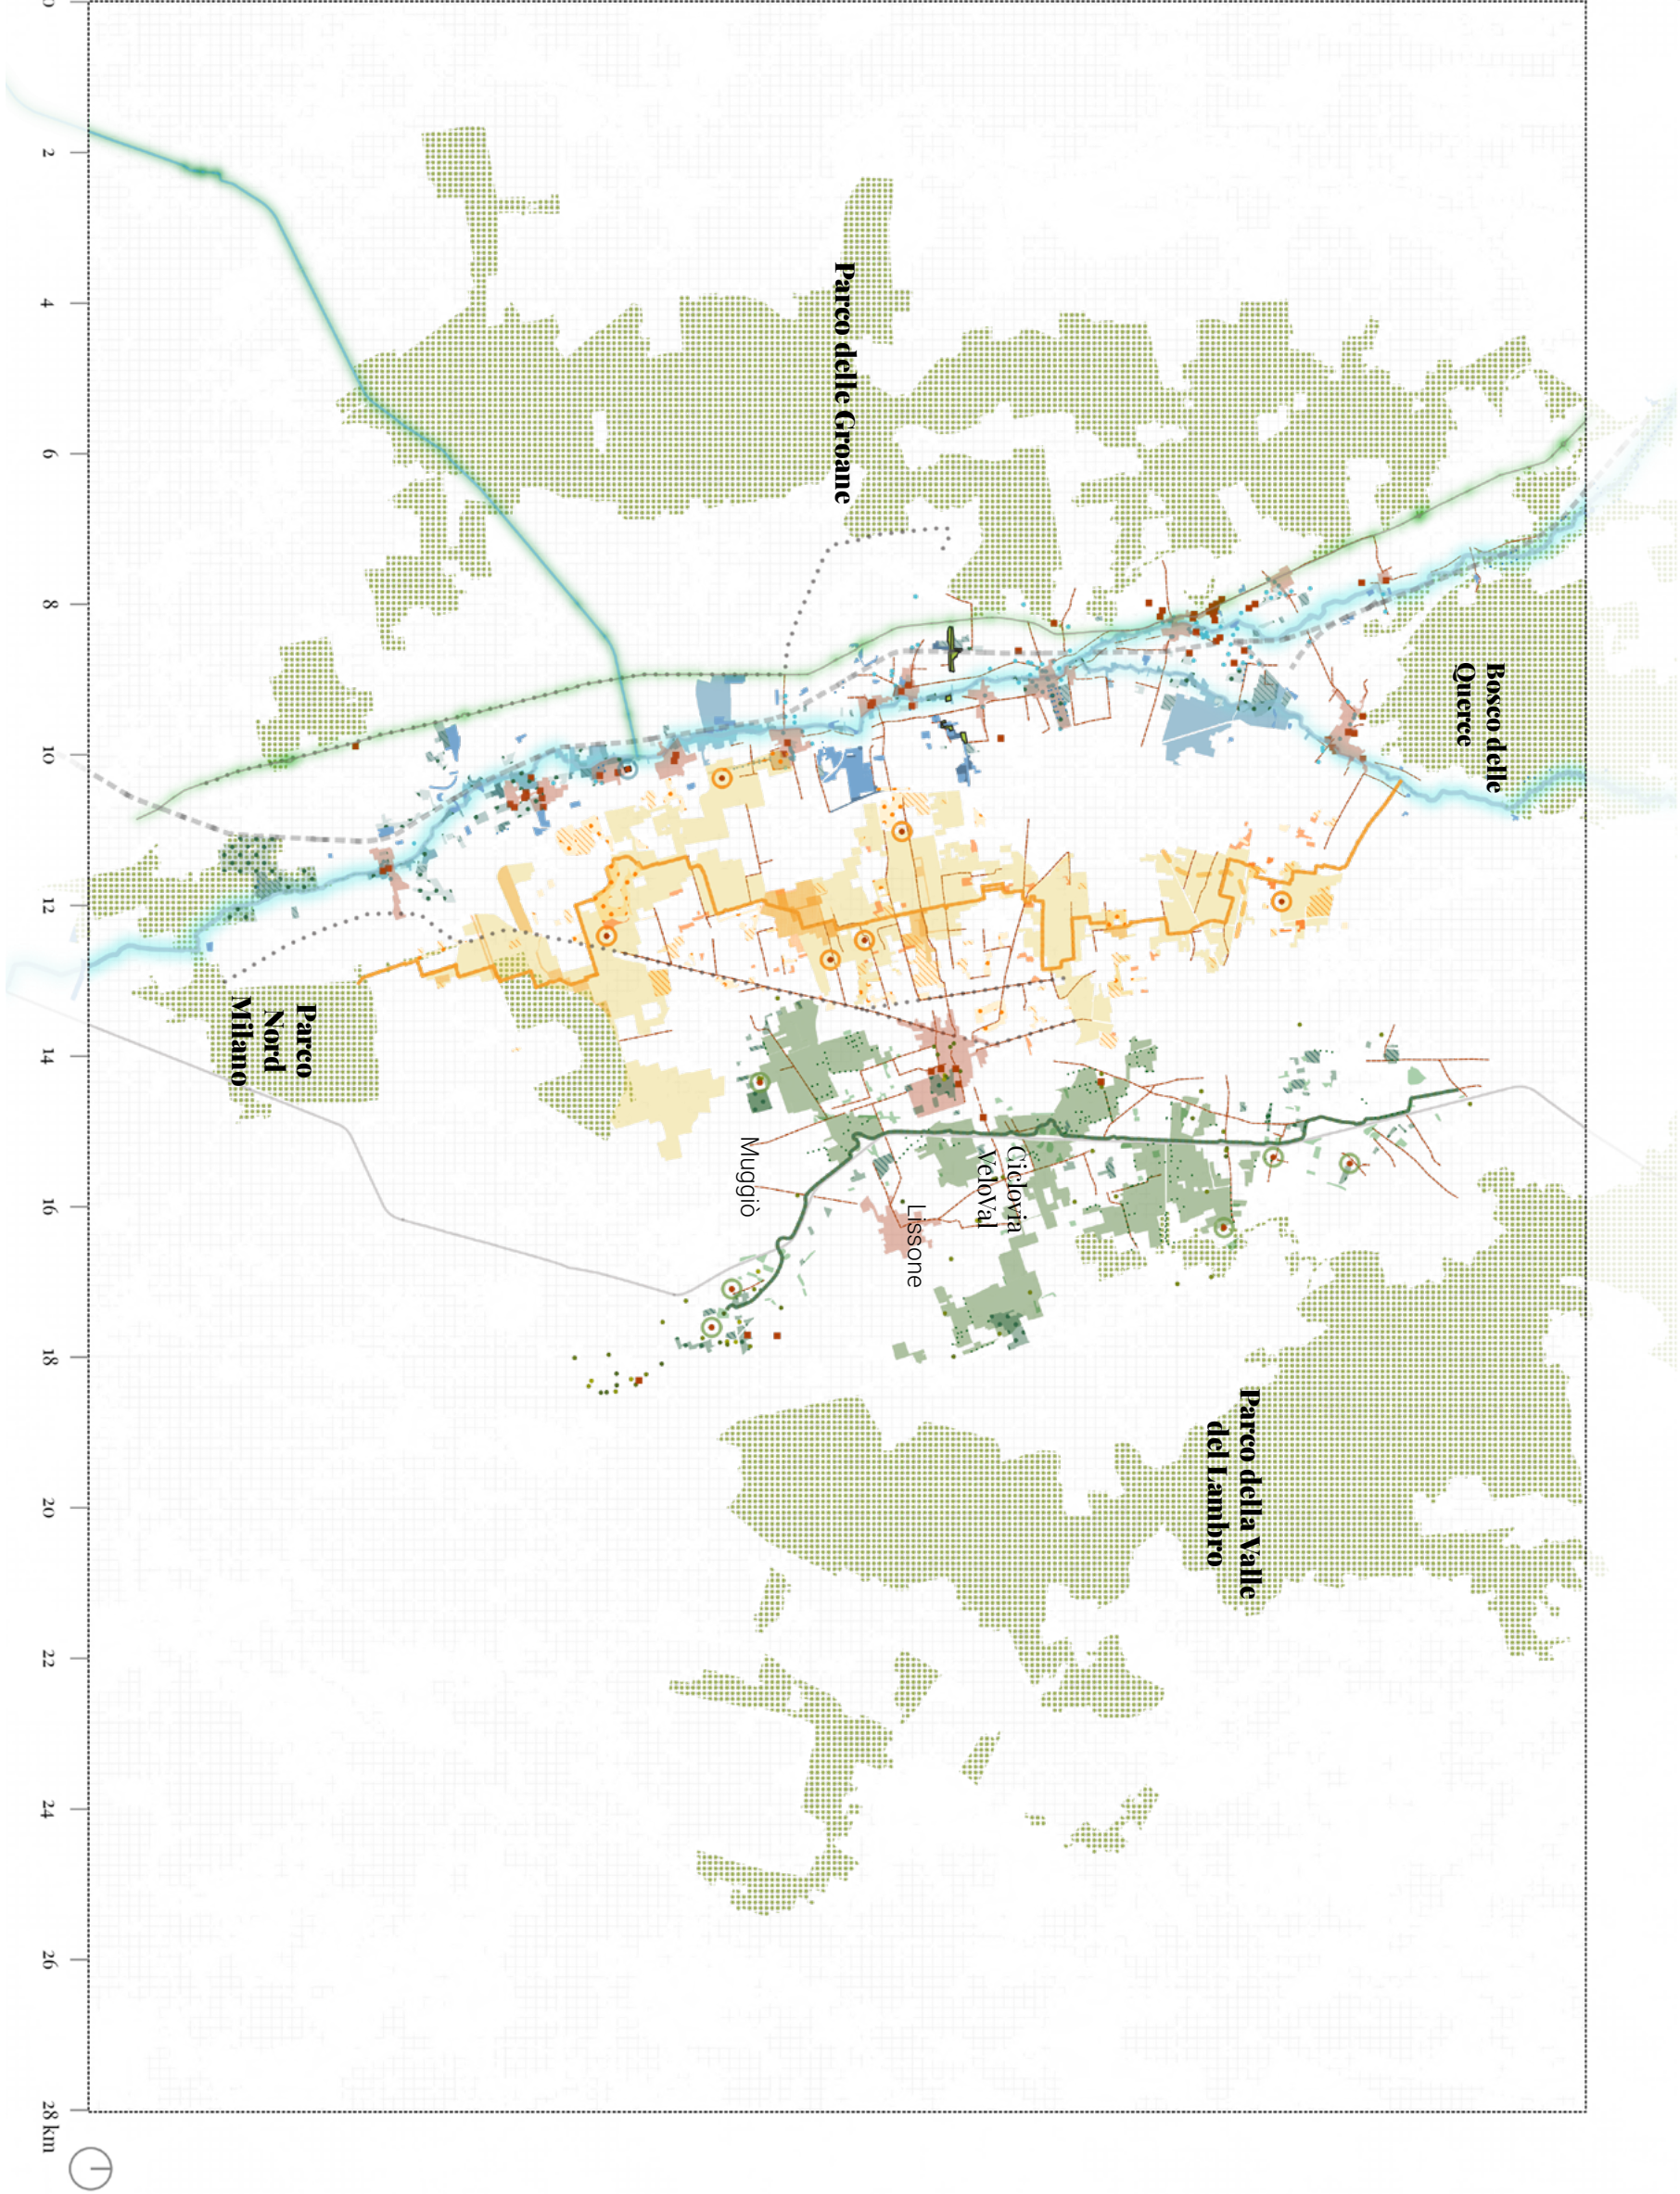 Bosco delle
Querce
Parco della Valle
del Lambro
Ciclovia
VeloVal
Lissone
Parco delle Groane
Muggiò
Parco
Nord
Milano
0 2 4 6 8 10 12 14 16 18 20 22 24 26 28 km